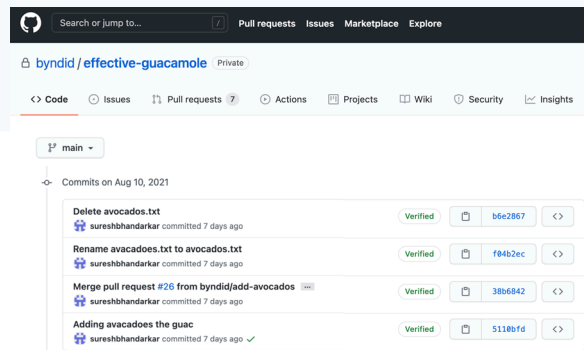 Search or jump to... / Pull requests Issues Marketplace Explore
byndid / effective-guacamole Private
<> Code Issues Pull requests 7 Actions Projects Wiki Security Insights
main
Commits on Aug 10, 2021
Delete avocados.txt
sureshbhandarkar committed 7 days ago
Verified b6e2867 <>
Rename avacadoes.txt to avocados.txt
sureshbhandarkar committed 7 days ago
Verified f04b2ec <>
Merge pull request #26 from byndid/add-avocados ...
sureshbhandarkar committed 7 days ago
Verified 38b6842 <>
Adding avacadoes the guac
sureshbhandarkar committed 7 days ago ✓
Verified 5110bfd <>